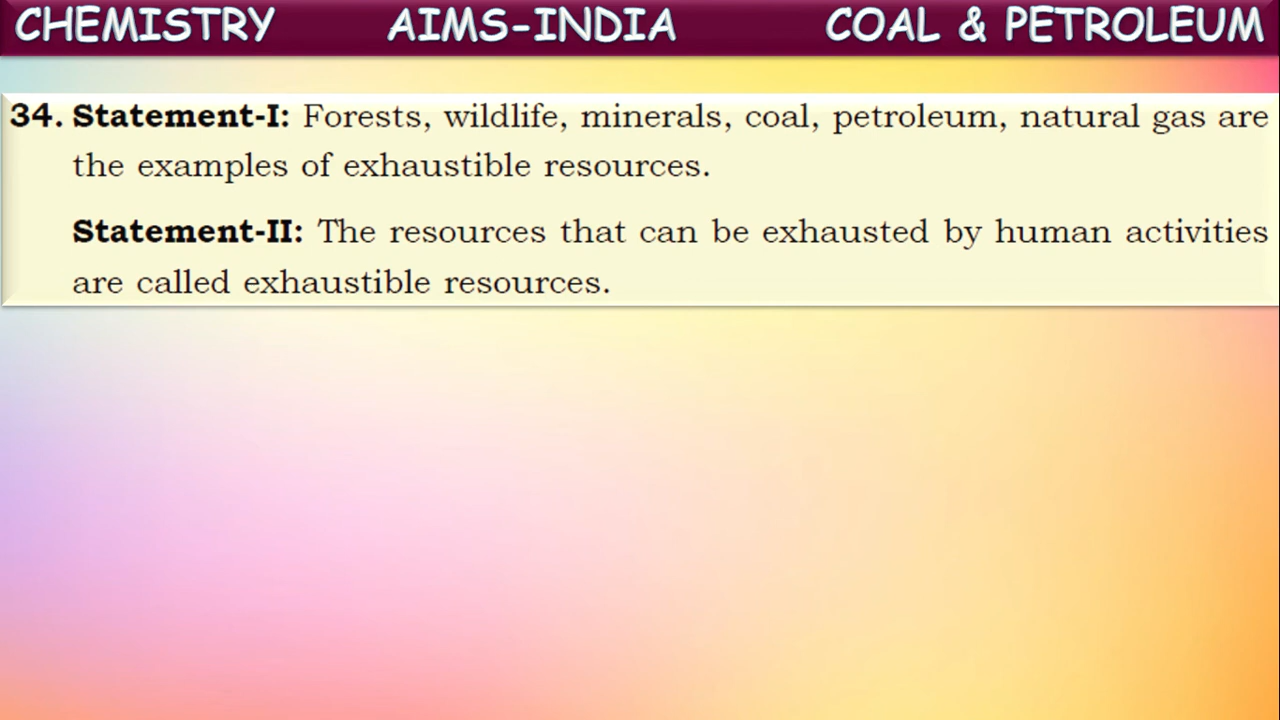 CHEMISTRY AIMS-INDIA COAL & PETROLEUM
34. Statement-I: Forests, wildlife, minerals, coal, petroleum, natural gas are
the examples of exhaustible resources.
Statement-II: The resources that can be exhausted by human activities
are called exhaustible resources.